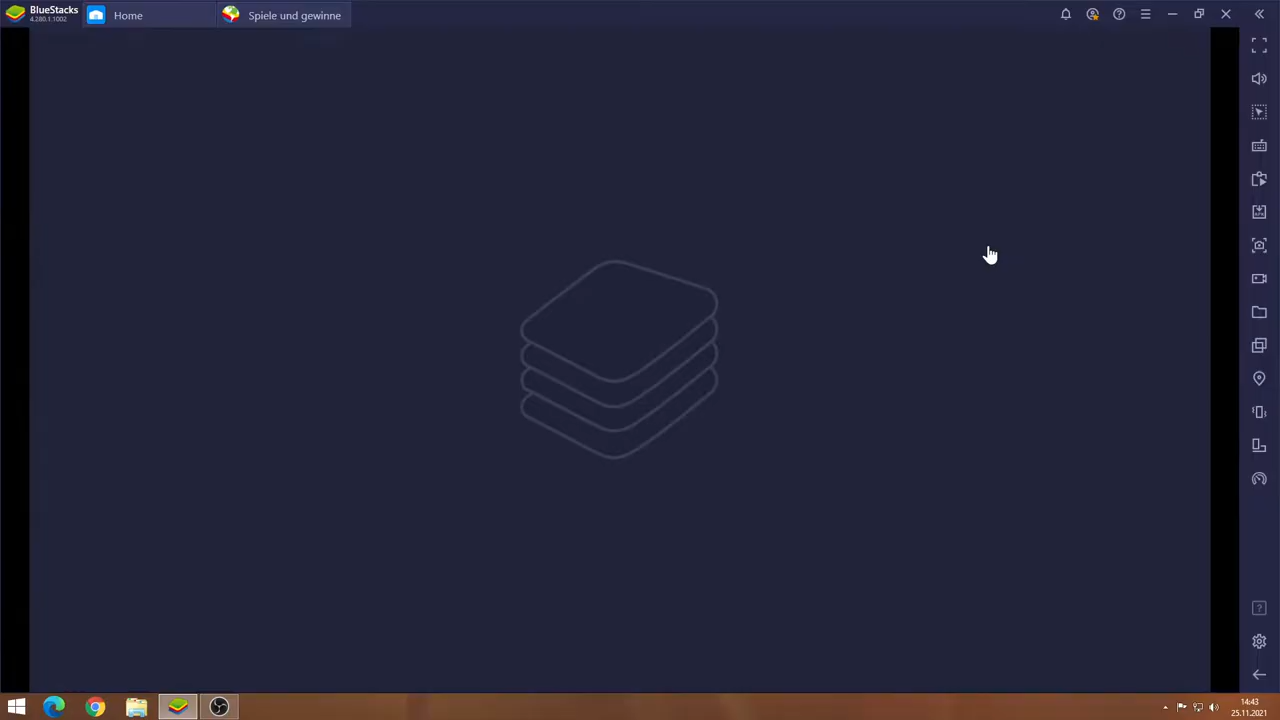 BlueStacks
4.280.1.1002
Home
Spiele und gewinne
14:43
25.11.2021